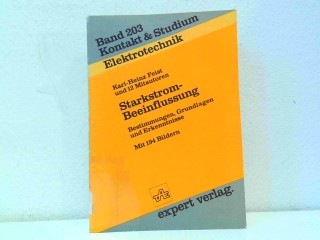 Band 203
Kontakt & Studium
Elektrotechnik
Karl-Heinz Feist
und 12 Mitautoren
Starkstrom-
Beeinflussung
Bestimmungen, Grundlagen
und Erkenntnisse
Mit 194 Bildern
TAE
expert verlag